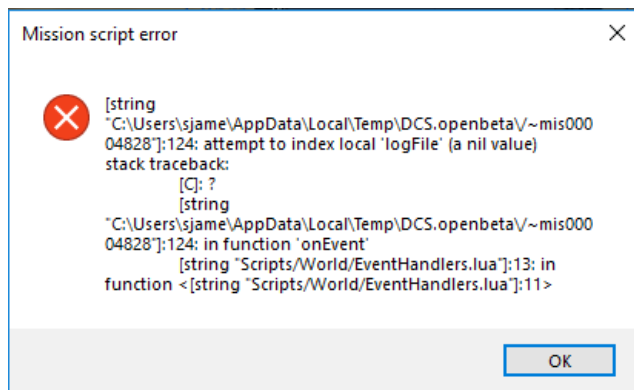 Mission script error
[string
"C:\Users\sjame\AppData\Local\Temp\DCS.openbeta\/~mis000
04828"]:124: attempt to index local 'logFile' (a nil value)
stack traceback:
[C]: ?
[string
"C:\Users\sjame\AppData\Local\Temp\DCS.openbeta\/~mis000
04828"]:124: in function 'onEvent'
[string "Scripts/World/EventHandlers.lua"]:13: in
function <[string "Scripts/World/EventHandlers.lua"]:11>
OK